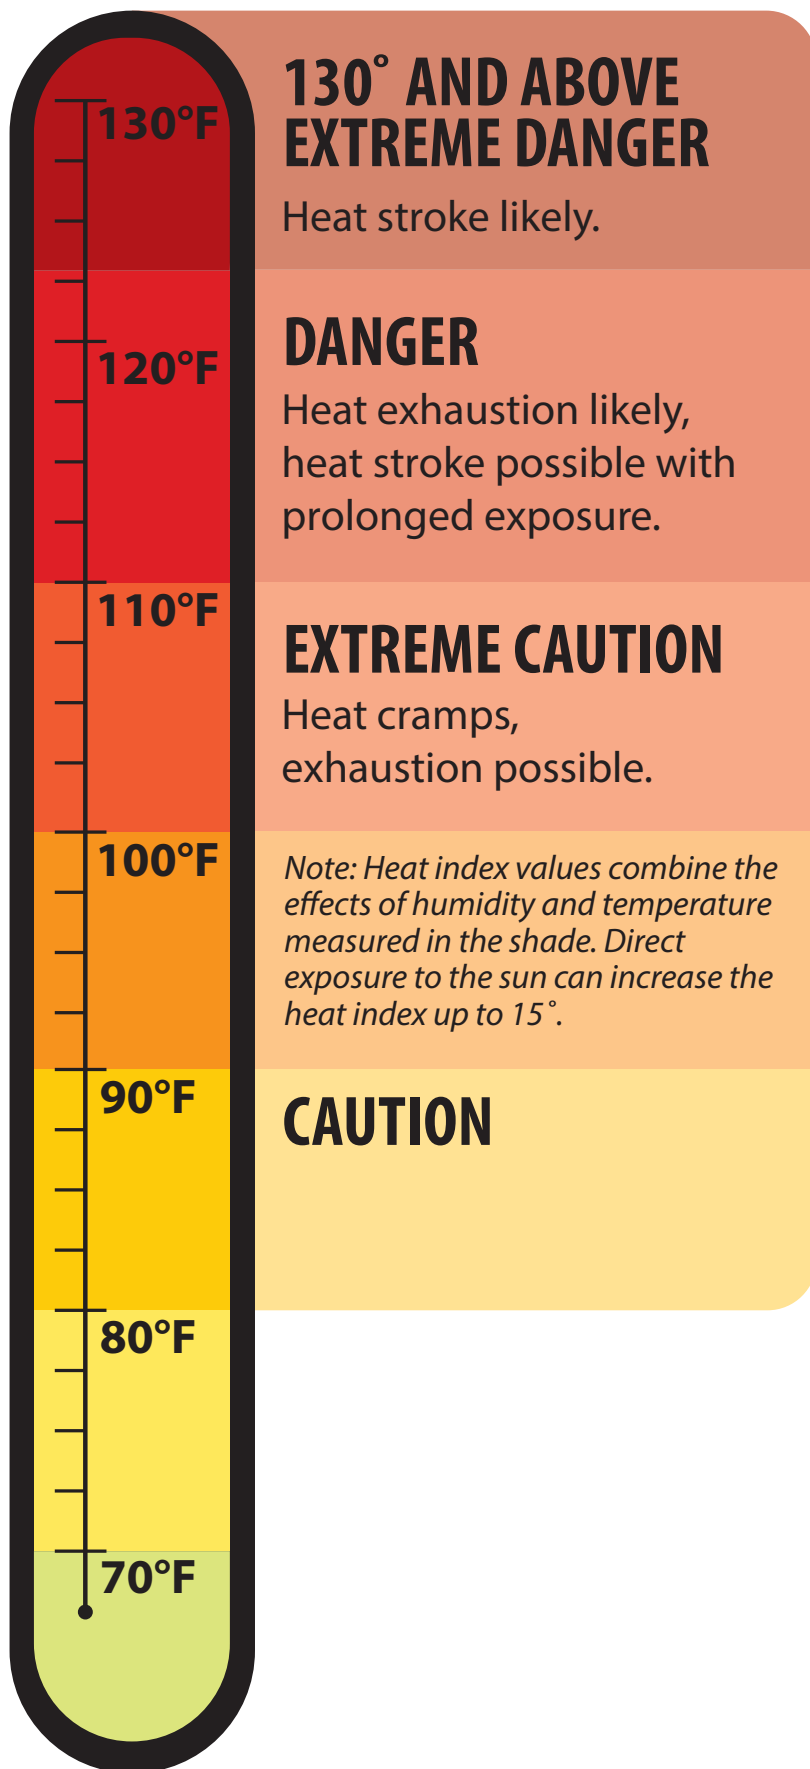 130°F
130˚ AND ABOVE
EXTREME DANGER
Heat stroke likely.
120°F
DANGER
Heat exhaustion likely,
heat stroke possible with
prolonged exposure.
110°F
EXTREME CAUTION
Heat cramps,
exhaustion possible.
100°F
Note: Heat index values combine the
effects of humidity and temperature
measured in the shade. Direct
exposure to the sun can increase the
heat index up to 15˚.
90°F
CAUTION
80°F
70°F